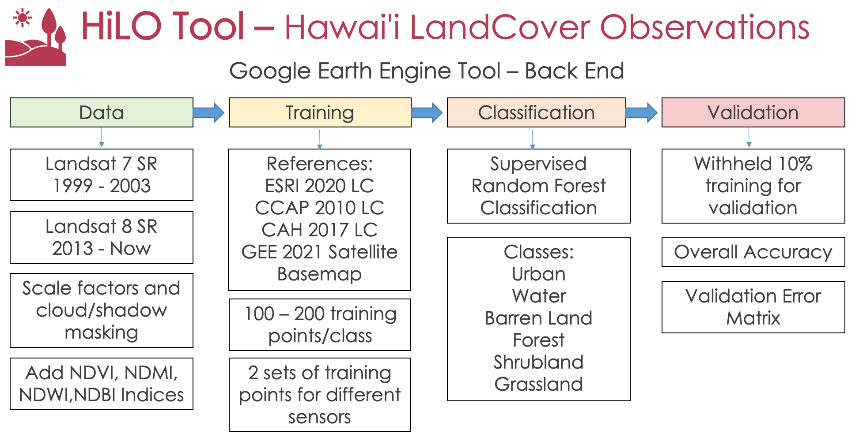 HiLO Tool – Hawai'i LandCover Observations
Google Earth Engine Tool – Back End
Data
Training
Classification
Validation
Landsat 7 SR
1999 - 2003
Landsat 8 SR
2013 - Now
Scale factors and
cloud/shadow
masking
Add NDVI, NDMI,
NDWI,NDBI Indices
References:
ESRI 2020 LC
CCAP 2010 LC
CAH 2017 LC
GEE 2021 Satellite
Basemap
100 – 200 training
points/class
2 sets of training
points for different
sensors
Supervised
Random Forest
Classification
Classes:
Urban
Water
Barren Land
Forest
Shrubland
Grassland
Withheld 10%
training for
validation
Overall Accuracy
Validation Error
Matrix